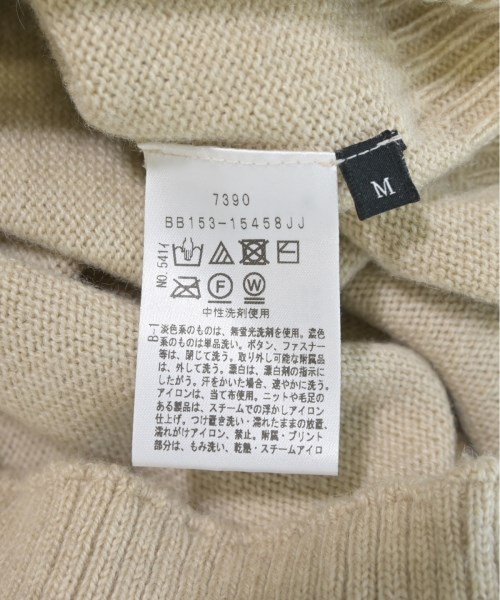 M
7390
BB153-15458JJ
NO.541イ
F
W
中性洗剤使用
B-1
淡色系のものは、無蛍光洗剤を使用。濃色
系のものは単品洗い。ボタン、ファスナー
等は、閉じて洗う。取り外し可能な附属品
は、外して洗う。漂白は、漂白剤の指示に
したがう。汗をかいた場合、速やかに洗う。
アイロンは、当て布使用。ニットや毛足の
ある製品は、スチームでの浮かしアイロン
仕上げ。つけ置き洗い・濡れたままの放置、
濡れがけアイロン、禁止。附属・プリント
部分は、もみ洗い、乾塾・スチームアイロ